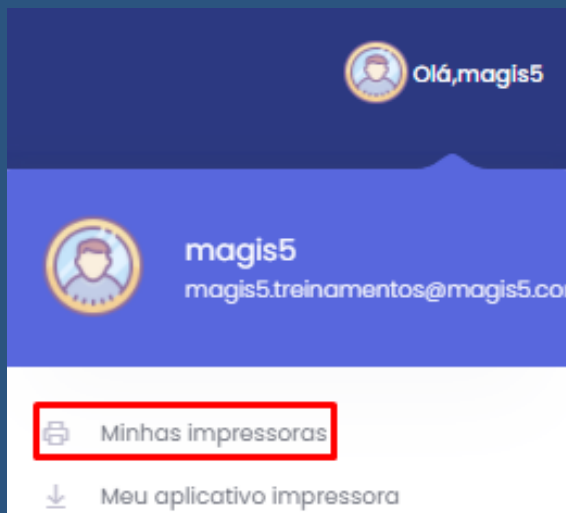 Olá,magis5
magis5
magis5.treinamentos@magis5.co
Minhas impressoras
Meu aplicativo impressora